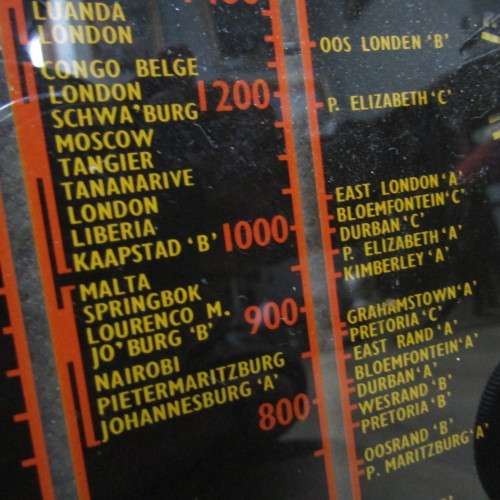 LUANDA
LONDON
CONGO BELGE
LONDON
1200
SCHWA'BURG
MOSCOW
TANGIER
TANANARIVE
LONDON
LIBERIA
KAAPSTAD 'B'
1000
MALTA
SPRINGBOK
LOURENCO M.
900
JO'BURG 'B'
NAIROBI
PIETERMARITZBURG
JOHANNESBURG 'A'
800
OOS LONDEN 'B'
P. ELIZABETH 'C'
EAST LONDON 'A'
BLOEMFONTEIN 'C'
DURBAN 'C'
P. ELIZABETH 'A'
KIMBERLEY 'A'
GRAHAMSTOWN 'A'
PRETORIA 'C'
EAST RAND 'A'
BLOEMFONTEIN 'A'
DURBAN 'A'
WESRAND 'B'
PRETORIA 'B'
OOSRAND 'B'
P. MARITZBURG 'A'